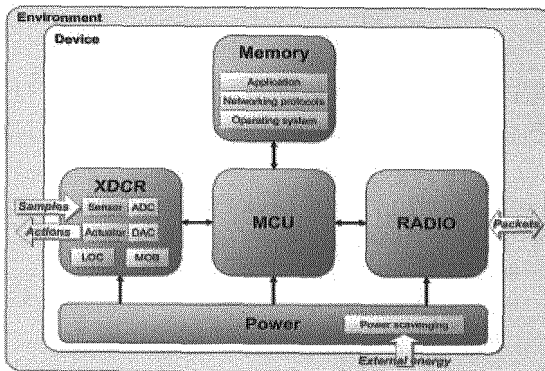 Environment
Device
Memory
Application
Networking protocols
Operating system
XDCR
Samples
Sensor ADC
Actions
Actuator DAC
LOC MOB
MCU
RADIO
Packets
Power
Power scavenging
External energy